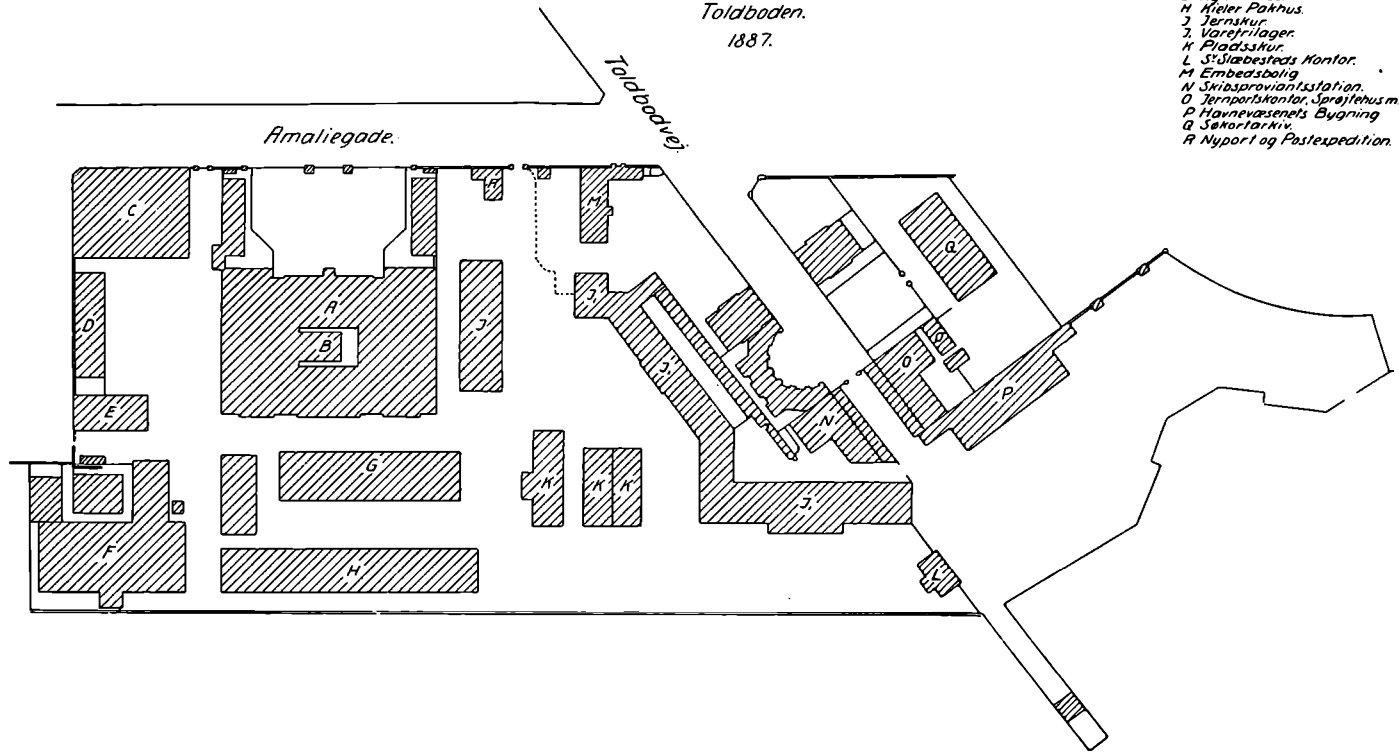 Toldboden.
1887.
H Kieler Pakhus.
J Jernskur.
J. Varefrilager.
K Pladsskur.
L Sv Slæbesteds Kontor.
M Embedsbolig
N Skibsproviantsstation.
O Jernportskontor, Sprøjtehus m.
P Havnevæsenets Bygning
Q Søkortarkiv.
R Nyport og Postexpedition.
Toldbodvej.
Amaliegade.
C
R
M
Q
D
A
B
J
J.
J.
O
O
P
E
N
G
K
K
K
J.
F
H
L